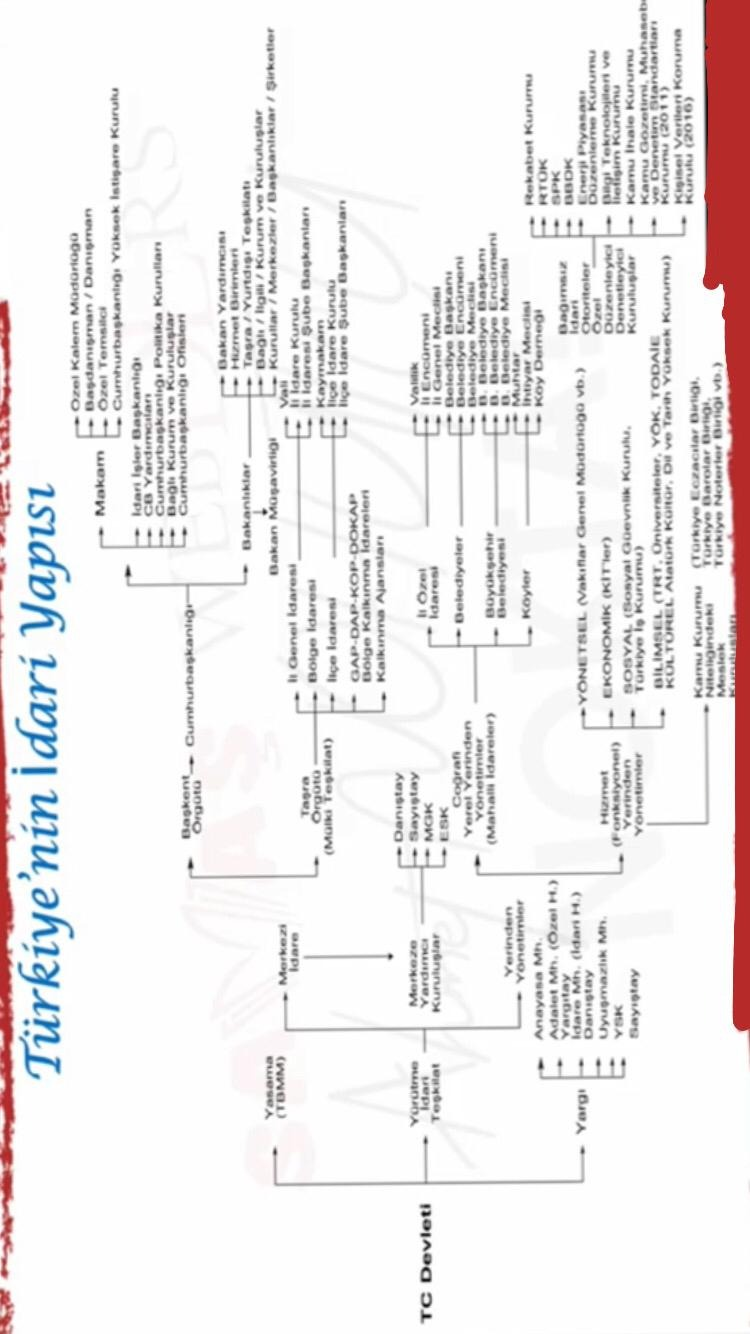 Türkiye'nin İdari Yapısı
TC Devleti
Yasama
(TBMM)
Yürütme
İdari
Teşkilat
Yargı
Merkezi
İdare
Merkeze
Yardımcı
Kuruluşlar
Yerinden
Yönetimler
Anayasa Mh.
Adalet Mh. (Özel H.)
Yargıtay
İdare Mh. (İdari H.)
Danıştay
Uyuşmazlık Mh.
YSK
Sayıştay
Başkent
Örgütü
Taşra
Örgütü
(Mülki Teşkilat)
Danıştay
Sayıştay
MGK
ESK
Coğrafi
Yerel Yerinden
Yönetimler
(Mahalli İdareler)
Hizmet
(Fonksiyonel)
Yerinden
Yönetimler
Cumhurbaşkanlığı
Makam
Özel Kalem Müdürlüğü
Başdanışman / Danışman
Özel Temsilci
Cumhurbaşkanlığı Yüksek İstişare Kurulu
İdari İşler Başkanlığı
CB Yardımcıları
Cumhurbaşkanlığı Politika Kurulları
Bağlı Kurum ve Kuruluşlar
Cumhurbaşkanlığı Ofisleri
Bakanlıklar
Bakan Müşavirliği
Bakan Yardımcısı
Hizmet Birimleri
Taşra / Yurtdışı Teşkilatı
Bağlı / İlgili / Kurum ve Kuruluşlar
Kurullar / Merkezler / Başkanlıklar / Şirketler
İl Genel İdaresi
Bölge İdaresi
İlçe İdaresi
GAP-DAP-KOP-DOKAP
Bölge Kalkınma İdareleri
Kalkınma Ajansları
Vali
İl İdare Kurulu
İl İdaresi Şube Başkanları
Kaymakam
İlçe İdare Kurulu
İlçe İdare Şube Başkanları
İl Özel
İdaresi
Belediyeler
Büyükşehir
Belediyesi
Köyler
Valilik
İl Encümeni
İl Genel Meclisi
Belediye Başkanı
Belediye Encümeni
Belediye Meclisi
B. Belediye Başkanı
B. Belediye Encümeni
B. Belediye Meclisi
Muhtar
İhtiyar Meclisi
Köy Derneği
YÖNETSEL (Vakıflar Genel Müdürlüğü vb.)
EKONOMİK (KİT'ler)
SOSYAL (Sosyal Güevnlik Kurulu,
Türkiye İş Kurumu)
BİLİMSEL (TRT, Üniversiteler, YÖK, TODAİE
KÜLTÜREL Atatürk Kültür, Dil ve Tarih Yüksek Kurumu)
Kamu Kurumu
Niteliğindeki
Meslek
Kuruluşları
(Türkiye Eczacılar Birliği,
Türkiye Barolar Birliği,
Türkiye Noterler Birliği vb.)
Bağımsız
İdari
Otoriteler
Özel
Düzenleyici
Denetleyici
Kuruluşlar
Rekabet Kurumu
RTÜK
SPK
BBDK
Enerji Piyasası
Düzenleme Kurumu
Bilgi Teknolojileri ve
İletişim Kurumu
Kamu İhale Kurumu
Kamu Gözetimi, Muhaseb
ve Denetim Standartları
Kurumu (2011)
Kişisel Verileri Koruma
Kurulu (2016)